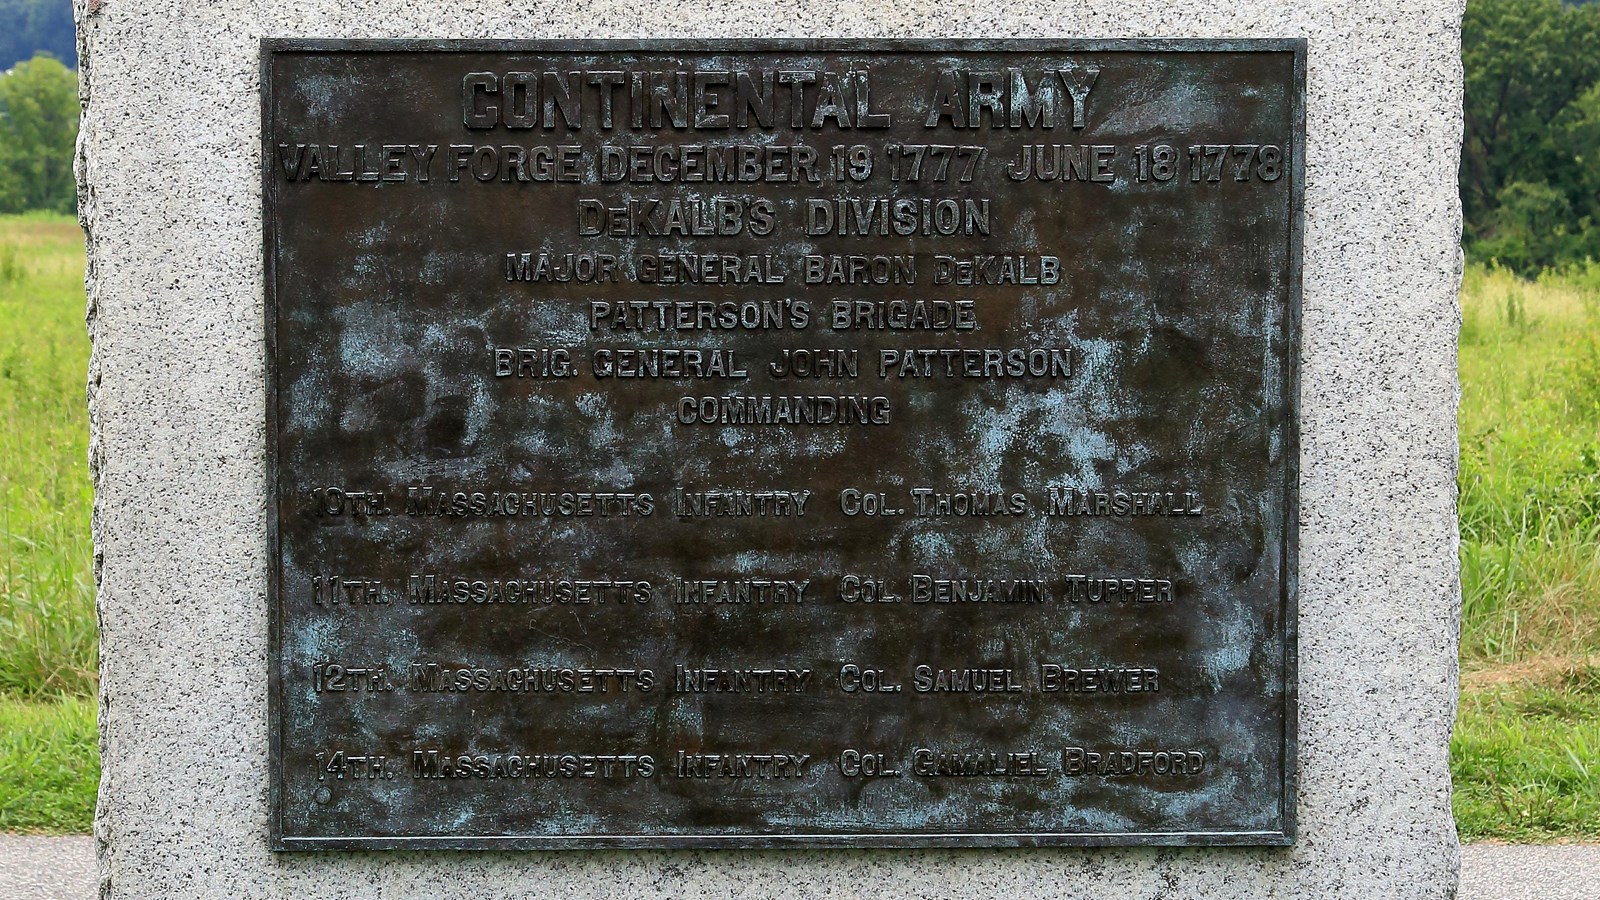 CONTINENTAL ARMY
VALLEY FORGE DECEMBER 19 1777 JUNE 18 1778
DEKALB'S DIVISION
MAJOR GENERAL BARON DEKALB
PATTERSON'S BRIGADE
BRIG. GENERAL JOHN PATTERSON
COMMANDING
10TH. MASSACHUSETTS INFANTRY COL. THOMAS MARSHALL
11TH. MASSACHUSETTS INFANTRY COL. BENJAMIN TUPPER
12TH. MASSACHUSETTS INFANTRY COL. SAMUEL BREWER
14TH. MASSACHUSETTS INFANTRY COL. GAMALIEL BRADFORD